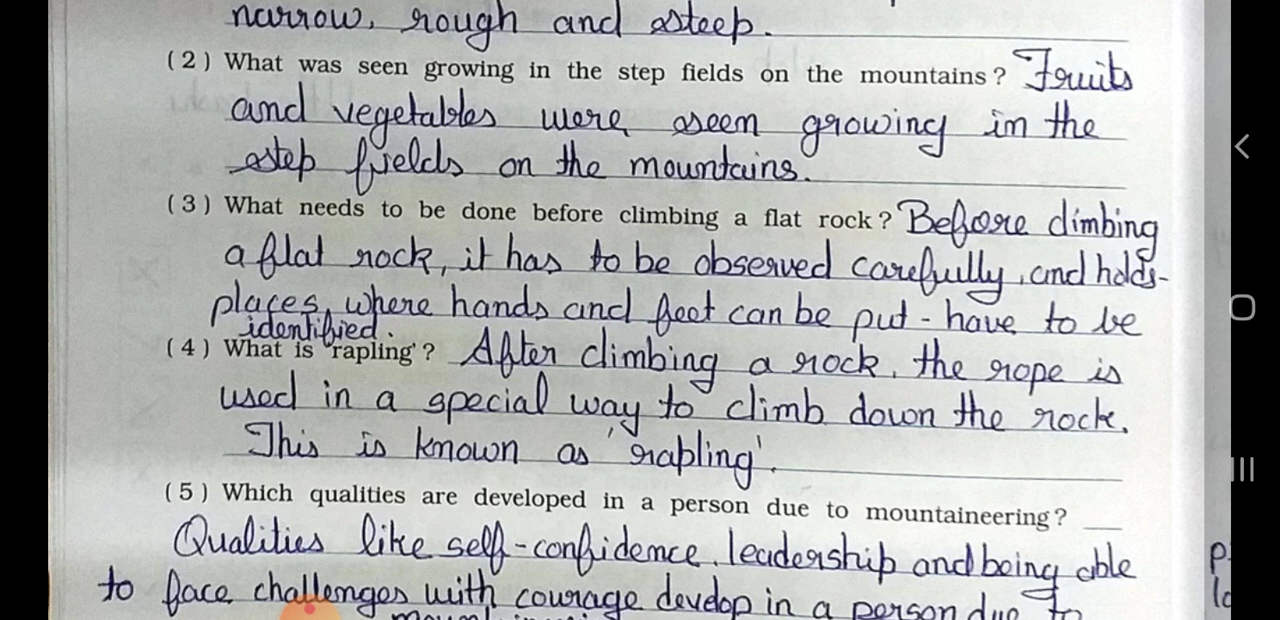 narrow, rough and steep.
(2) What was seen growing in the step fields on the mountains? Fruits
and vegetables were seen growing in the
step fields on the mountains.
(3) What needs to be done before climbing a flat rock? Before climbing
a flat rock, it has to be observed carefully, and holds-
places, where hands and feet can be put - have to be
identified.
(4) What is 'rapling'? After climbing a rock, the rope is
used in a special way to climb down the rock.
This is known as 'rapling'.
(5) Which qualities are developed in a person due to mountaineering?
Qualities like self-confidence, leadership and being able
to face challenges with courage develop in a person due to